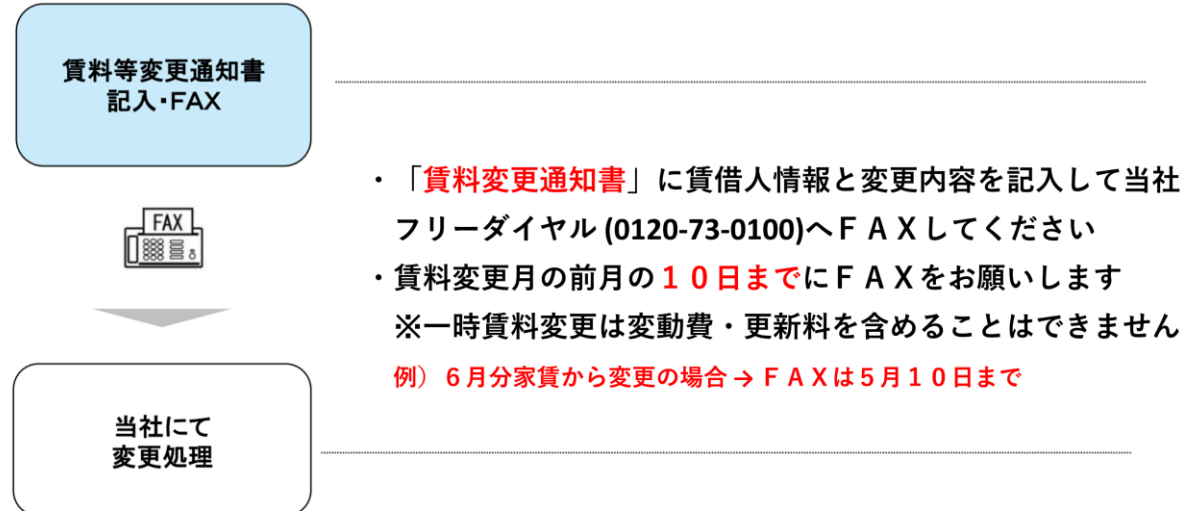 賃料等変更通知書
記入・FAX
FAX
・「賃料変更通知書」に賃借人情報と変更内容を記入して当社
フリーダイヤル (0120-73-0100)へＦＡＸしてください
・賃料変更月の前月の１０日までにＦＡＸをお願いします
※一時賃料変更は変動費・更新料を含めることはできません
例）６月分家賃から変更の場合→ＦＡＸは５月１０日まで
当社にて
変更処理